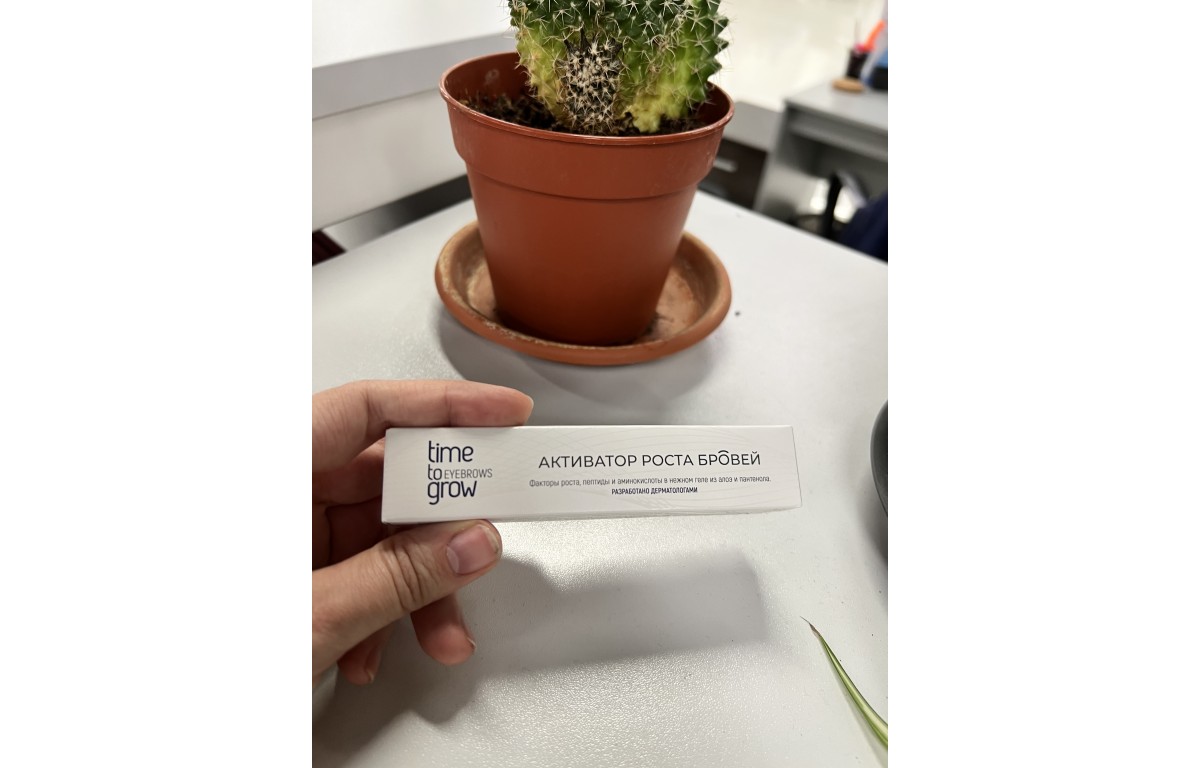 time
to EYEBROWS
grow
АКТИВАТОР РОСТА БРОВЕЙ
Факторы роста, пептиды и аминокислоты в нежном геле из алоэ и пантенола.
РАЗРАБОТАНО ДЕРМАТОЛОГАМИ